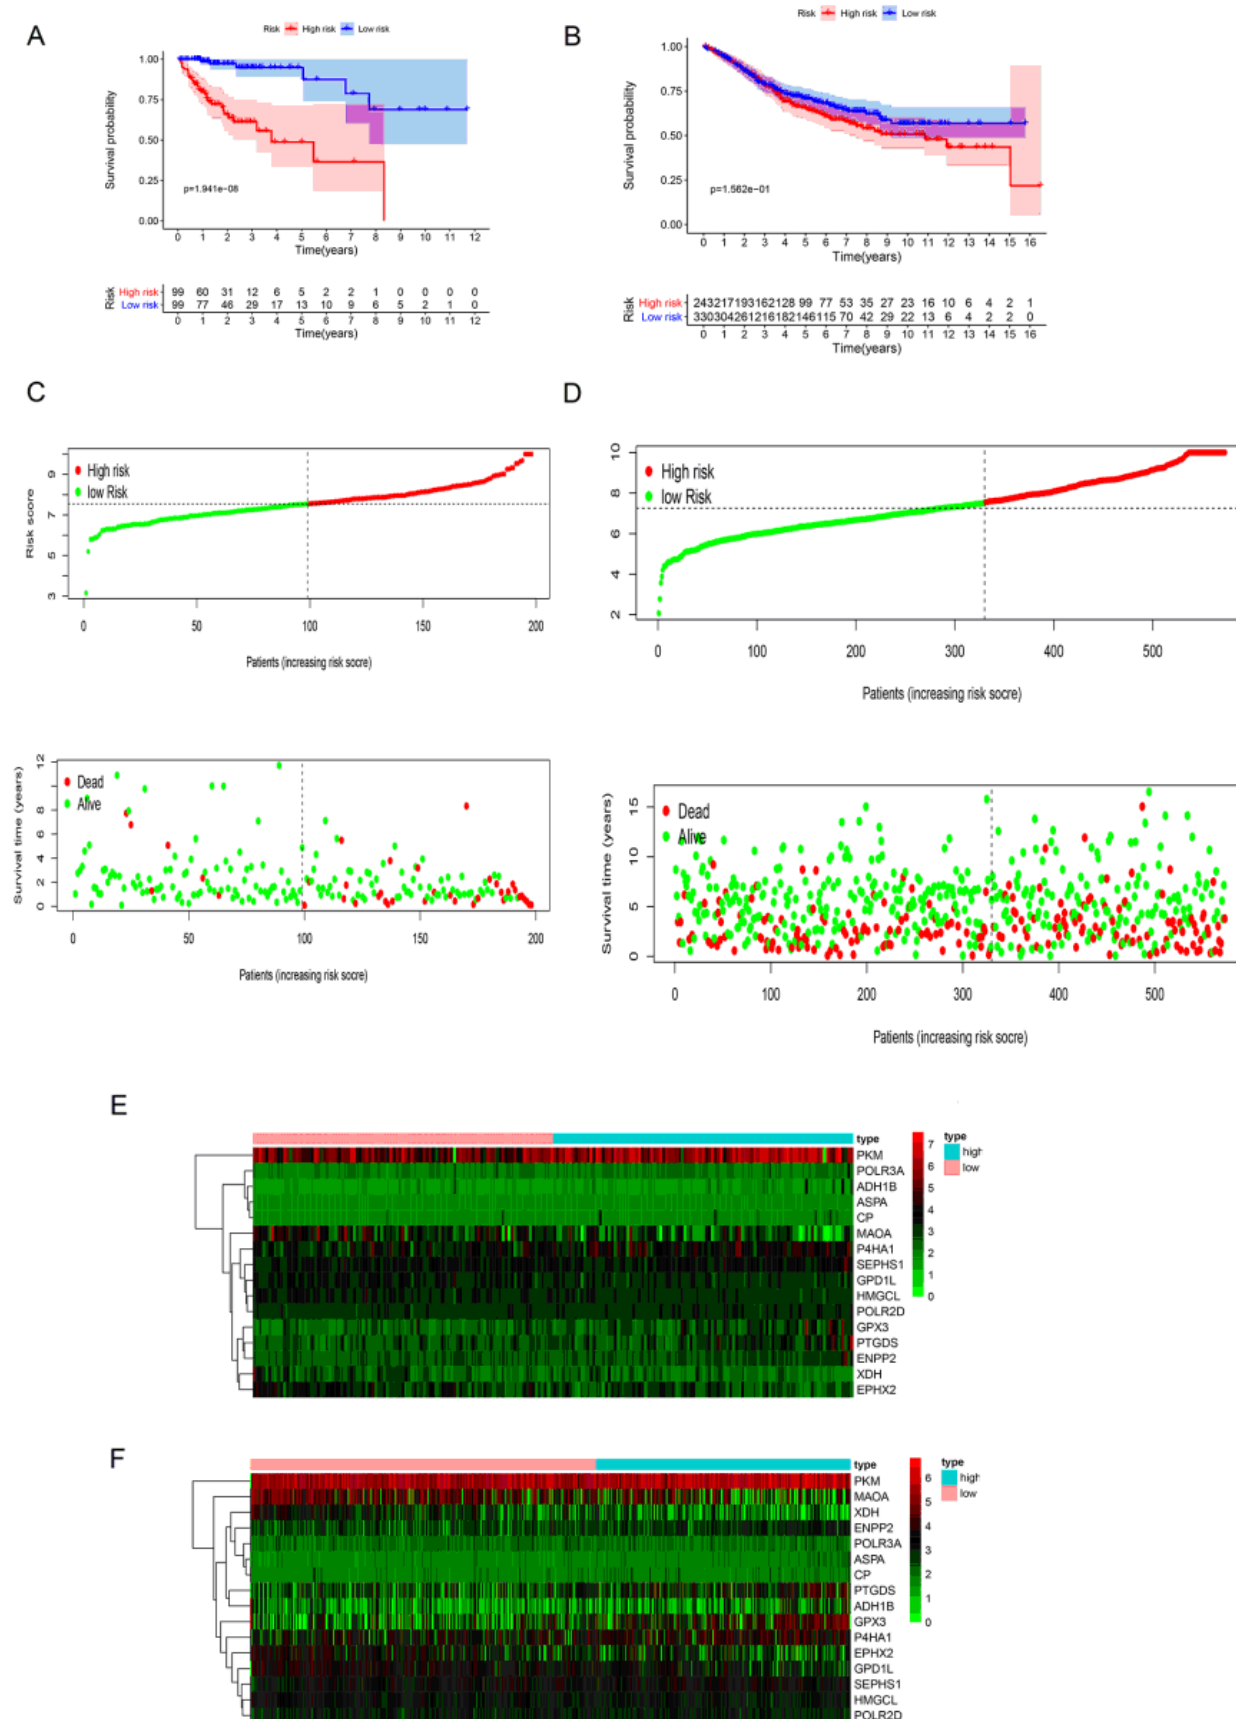 A
Risk High risk Low risk
Survival probability
1.00
0.75
0.50
0.25
0.00
p=1.941e−08
0 1 2 3 4 5 6 7 8 9 10 11 12
Time(years)
Risk
High risk 99 60 31 12 6 5 2 2 1 0 0 0 0
Low risk 99 77 46 29 17 13 10 9 6 5 2 1 0
0 1 2 3 4 5 6 7 8 9 10 11 12
Time(years)
B
Risk High risk Low risk
Survival probability
1.00
0.75
0.50
0.25
0.00
p=1.562e−01
0 1 2 3 4 5 6 7 8 9 10 11 12 13 14 15 16
Time(years)
Risk
High risk 243217193162128 99 77 53 35 27 23 16 10 6 4 2 1
Low risk 330304261216182146115 70 42 29 22 13 6 4 2 2 0
0 1 2 3 4 5 6 7 8 9 10 11 12 13 14 15 16
Time(years)
C
Risk score
9
7
5
3
High risk
low Risk
0 50 100 150 200
Patients (increasing risk socre)
Survival time (years)
12
8
6
4
2
0
Dead
Alive
0 50 100 150 200
Patients (increasing risk socre)
D
10
8
6
4
2
High risk
low Risk
0 100 200 300 400 500
Patients (increasing risk socre)
Survival time (years)
15
10
5
0
Dead
Alive
0 100 200 300 400 500
Patients (increasing risk socre)
E
type
PKM
POLR3A
ADH1B
ASPA
CP
MAOA
P4HA1
SEPHS1
GPD1L
HMGCL
POLR2D
GPX3
PTGDS
ENPP2
XDH
EPHX2
7
6
5
4
3
2
1
0
type
high
low
F
type
PKM
MAOA
XDH
ENPP2
POLR3A
ASPA
CP
PTGDS
ADH1B
GPX3
P4HA1
EPHX2
GPD1L
SEPHS1
HMGCL
POLR2D
6
5
4
3
2
1
0
type
high
low